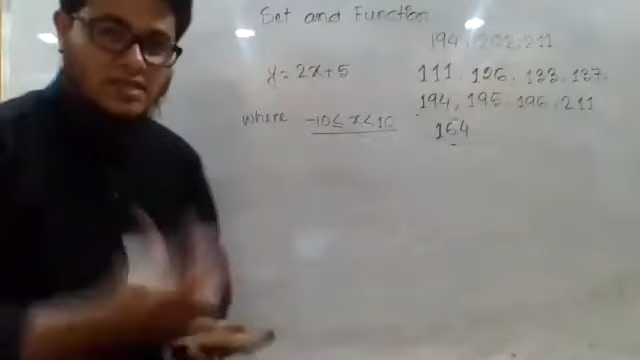 Set and Function
194, 202, 211
y = 2x+5
111, 126, 133, 137,
194, 195, 196, 211
where -10 ≤ x < 10
164